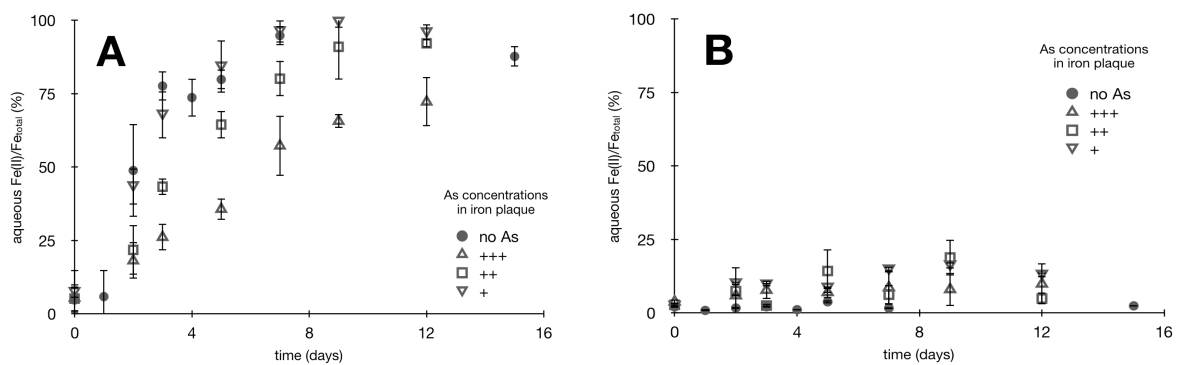 A
aqueous Fe(II)/Fetotal (%)
100
75
50
25
0
0 4 8 12 16
time (days)
As concentrations
in iron plaque
no As
+++
++
+
B
aqueous Fe(II)/Fetotal (%)
100
75
50
25
0
0 4 8 12 16
time (days)
As concentrations
in iron plaque
no As
+++
++
+